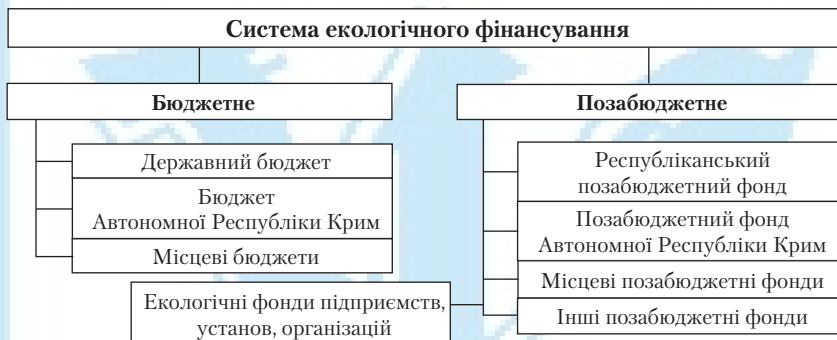 Система екологічного фінансування
Бюджетне
Державний бюджет
Бюджет
Автономної Республіки Крим
Місцеві бюджети
Позабюджетне
Республіканський
позабюджетний фонд
Позабюджетний фонд
Автономної Республіки Крим
Місцеві позабюджетні фонди
Інші позабюджетні фонди
Екологічні фонди підприємств,
установ, організацій